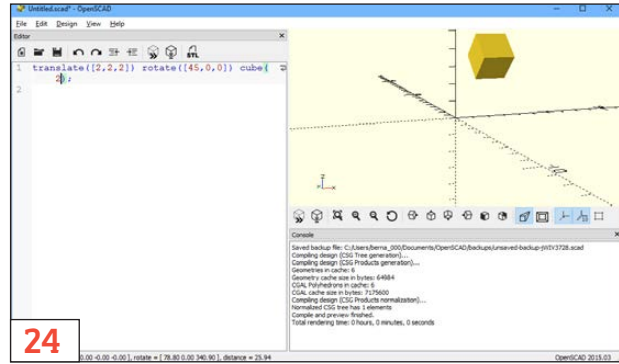 Untitled.scad* - OpenSCAD
File Edit Design View Help
Editor
STL
1 translate([2,2,2]) rotate([45,0,0]) cube(
2);
2
Console
Saved backup file: C:/Users/berna_000/Documents/OpenSCAD/backups/unsaved-backup-jWIV3728.scad
Compiling design (CSG Tree generation)...
Compiling design (CSG Products generation)...
Geometries in cache: 6
Geometry cache size in bytes: 64984
CGAL Polyhedrons in cache: 6
CGAL cache size in bytes: 7175600
Compiling design (CSG Products normalization)...
Normalized CSG tree has 1 elements
Compile and preview finished.
Total rendering time: 0 hours, 0 minutes, 0 seconds
24
0.00 -0.00 -0.00 ], rotate = [ 78.80 0.00 340.90 ], distance = 25.94
OpenSCAD 2015.03